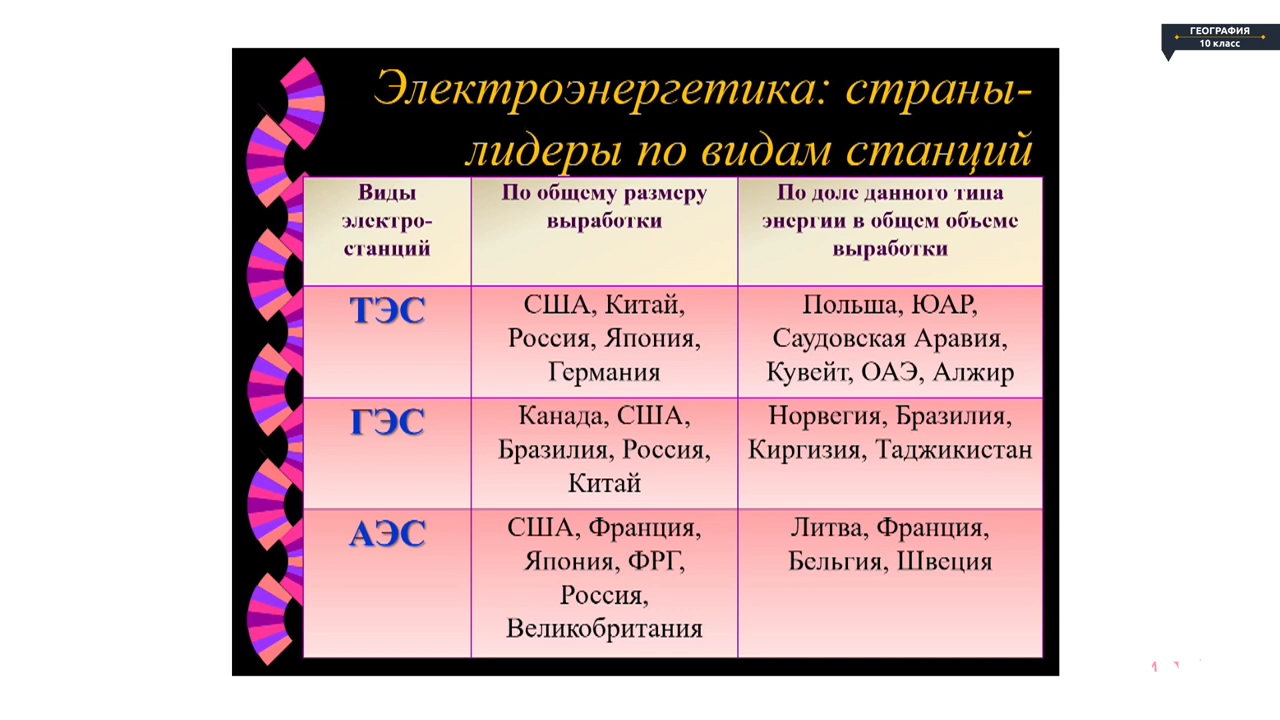 ГЕОГРАФИЯ
10 класс
Электроэнергетика: страны-
лидеры по видам станций
Виды
электро-
станций
По общему размеру
выработки
По доле данного типа
энергии в общем объеме
выработки
ТЭС
США, Китай,
Россия, Япония,
Германия
Польша, ЮАР,
Саудовская Аравия,
Кувейт, ОАЭ, Алжир
ГЭС
Канада, США,
Бразилия, Россия,
Китай
Норвегия, Бразилия,
Киргизия, Таджикистан
АЭС
США, Франция,
Япония, ФРГ,
Россия,
Великобритания
Литва, Франция,
Бельгия, Швеция